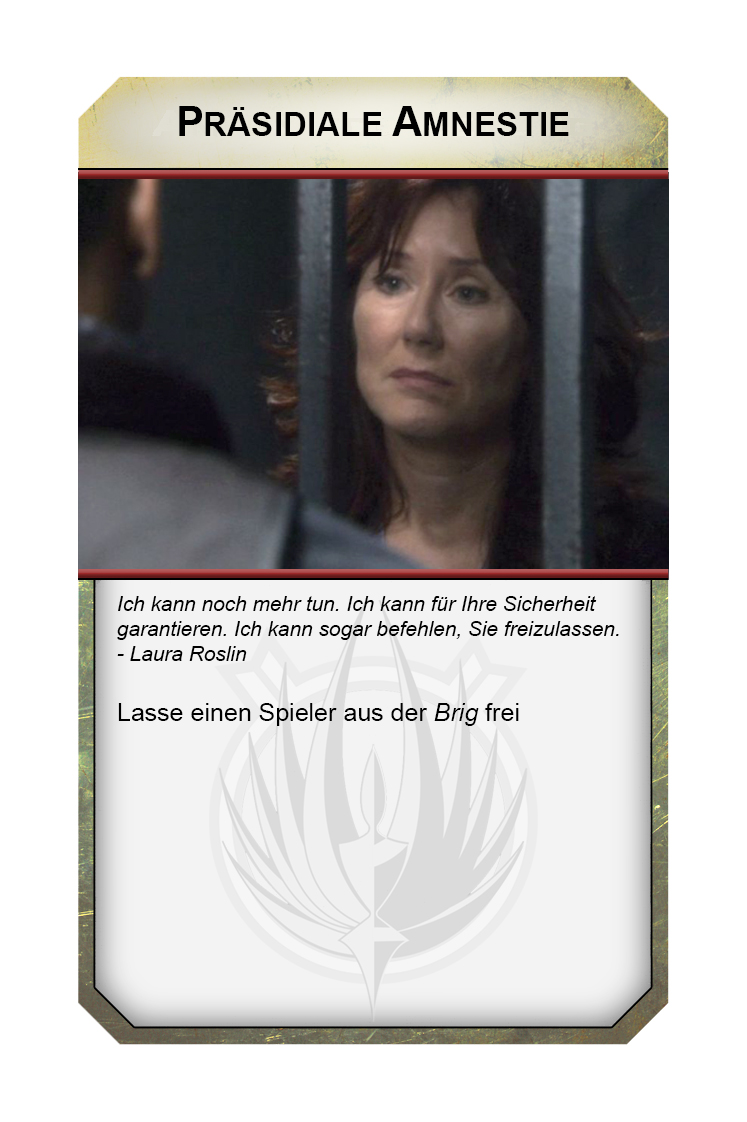 PRÄSIDIALE AMNESTIE
Ich kann noch mehr tun. Ich kann für Ihre Sicherheit
garantieren. Ich kann sogar befehlen, Sie freizulassen.
- Laura Roslin
Lasse einen Spieler aus der Brig frei